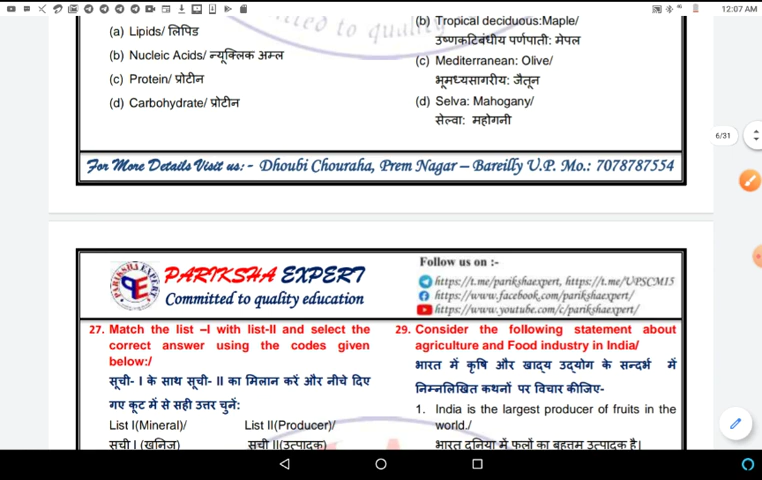 12:07 AM
ed to qualit
(a) Lipids/ लिपिड
(b) Nucleic Acids/ न्यूक्लिक अम्ल
(c) Protein/ प्रोटीन
(d) Carbohydrate/ प्रोटीन
(b) Tropical deciduous:Maple/
उष्णकटिबंधीय पर्णपाती: मेपल
(c) Mediterranean: Olive/
भूमध्यसागरीय: जैतून
(d) Selva: Mahogany/
सेल्वा: महोगनी
6/31
For More Details Visit us: - Dhoubi Chouraha, Prem Nagar – Bareilly U.P. Mo.: 7078787554
PARIKSHA EXPERT
Committed to quality education
Follow us on :-
https://t.me/parikshaexpert, https://t.me/UPSCM15
https://www.facebook.com/parikshaexpert/
https://www.youtube.com/c/parikshaexpert/
27. Match the list –I with list-II and select the
correct answer using the codes given
below:/
सूची- I के साथ सूची- II का मिलान करें और नीचे दिए
गए कूट में से सही उत्तर चुनें:
List I(Mineral)/ List II(Producer)/
सूची I (खनिज) सूची II(उत्पादक)
29. Consider the following statement about
agriculture and Food industry in India/
भारत में कृषि और खाद्य उद्योग के सन्दर्भ में
निम्नलिखित कथनों पर विचार कीजिए-
1. India is the largest producer of fruits in the
world./
भारत दुनिया में फलों का बृहत्तम उत्पादक है।